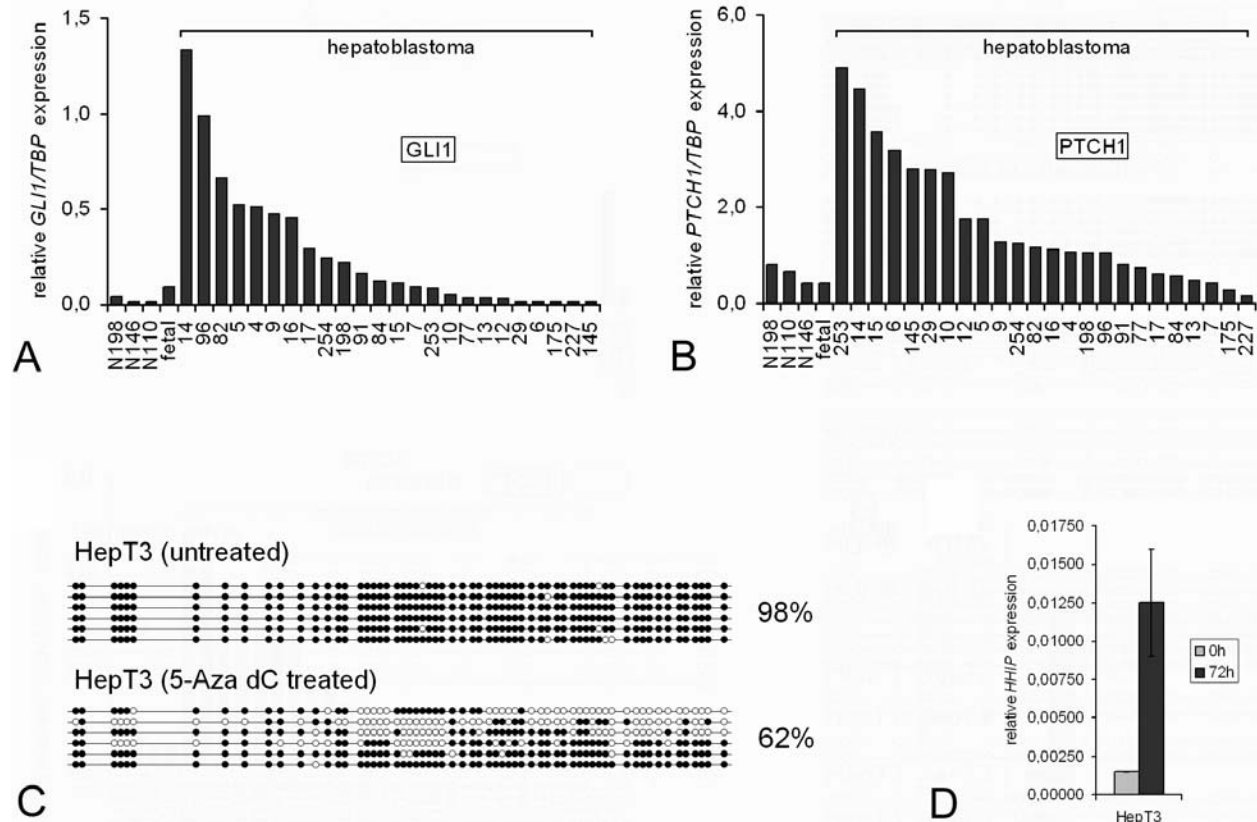 1,5
1,0
0,5
0,0
relative GLI1/TBP expression
hepatoblastoma
GLI1
N198
N146
N110
fetal
14
96
82
5
4
9
16
17
254
198
91
84
15
7
253
10
77
13
12
29
6
175
227
145
A
6.0
4.0
2.0
0.0
relative PTCH1/TBP expression
hepatoblastoma
PTCH1
N198
N110
N146
fetal
253
14
15
6
145
29
10
12
5
9
254
82
16
4
198
96
91
77
17
84
13
7
175
227
B
HepT3 (untreated)
98%
HepT3 (5-Aza dC treated)
62%
C
0,01750
0,01500
0,01250
0,01000
0,00750
0,00500
0,00250
0,00000
relative HHIP expression
0h
72h
HepT3
D